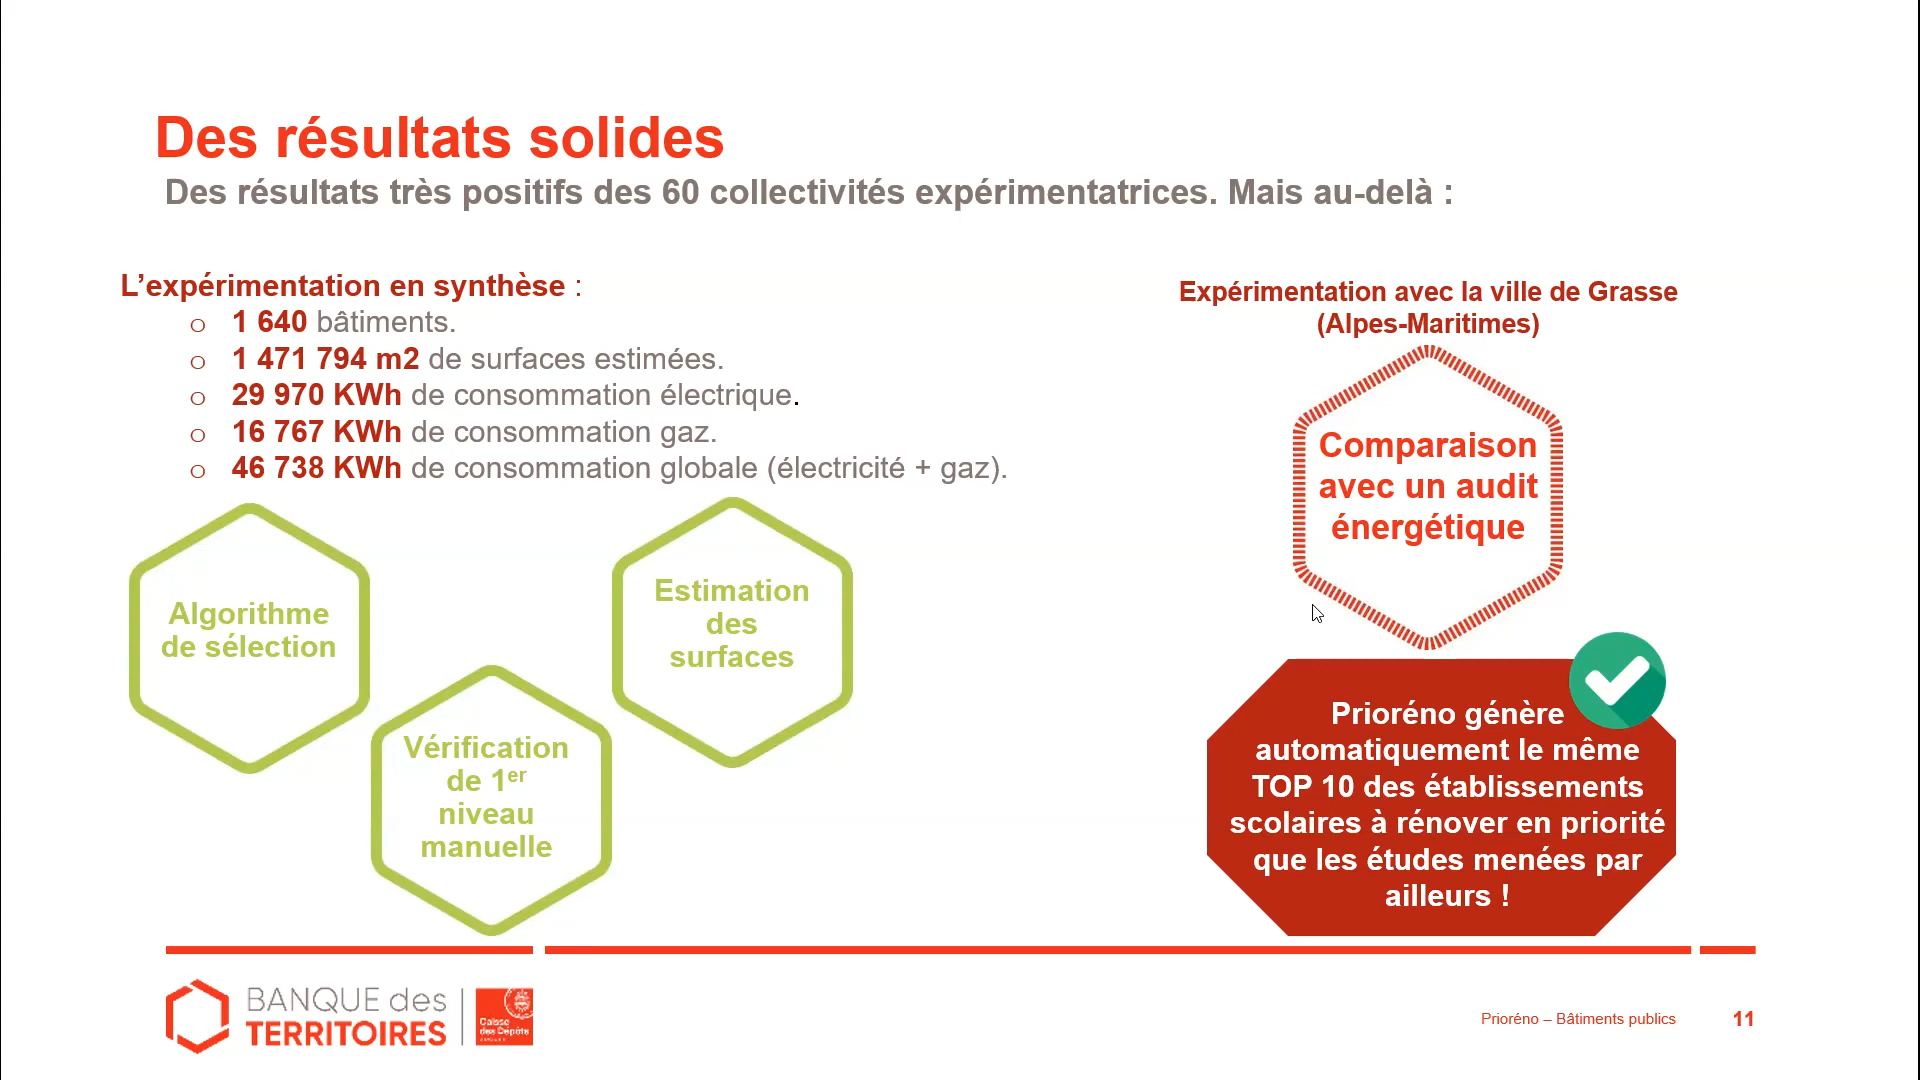 Des résultats solides
Des résultats très positifs des 60 collectivités expérimentatrices. Mais au-delà :
L’expérimentation en synthèse :
o 1 640 bâtiments.
o 1 471 794 m2 de surfaces estimées.
o 29 970 KWh de consommation électrique.
o 16 767 KWh de consommation gaz.
o 46 738 KWh de consommation globale (électricité + gaz).
Algorithme
de sélection
Vérification
de 1er
niveau
manuelle
Estimation
des
surfaces
Expérimentation avec la ville de Grasse
(Alpes-Maritimes)
Comparaison
avec un audit
énergétique
Prioréno génère
automatiquement le même
TOP 10 des établissements
scolaires à rénover en priorité
que les études menées par
ailleurs !
BANQUE des
TERRITOIRES
Caisse
des Dépôts
Prioréno – Bâtiments publics
11